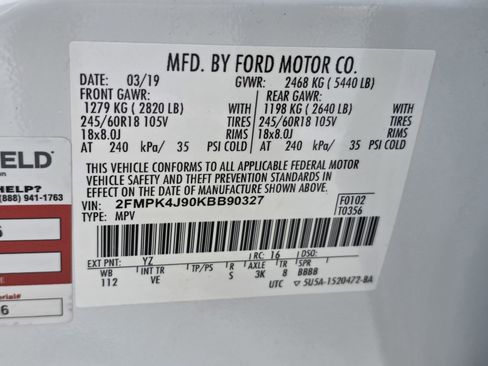 MFD. BY FORD MOTOR CO.
DATE: 03/19 GVWR: 2468 KG ( 5440 LB)
FRONT GAWR: REAR GAWR:
1279 KG ( 2820 LB) WITH 1198 KG ( 2640 LB) WITH
245/60R18 105V TIRES 245/60R18 105V TIRES
18x8.0J RIMS 18x8.0J RIMS
AT 240 kPa/ 35 PSI COLD AT 240 kPa/ 35 PSI COLD
THIS VEHICLE CONFORMS TO ALL APPLICABLE FEDERAL MOTOR
VEHICLE SAFETY AND THEFT PREVENTION STANDARDS IN
EFFECT ON THE DATE OF MANUFACTURE SHOWN ABOVE.
VIN: 2FMPK4J90KBB90327 F0102
TYPE: MPV T0356
EXT PNT: YZ RC: 16 DSO:
WB INT TR TP/PS R AXLE TR SPR
112 VE S 3K 8 BBBB
UTC 5U5A-1520472-BA
ELD
HELP?
(888) 941-1763
6